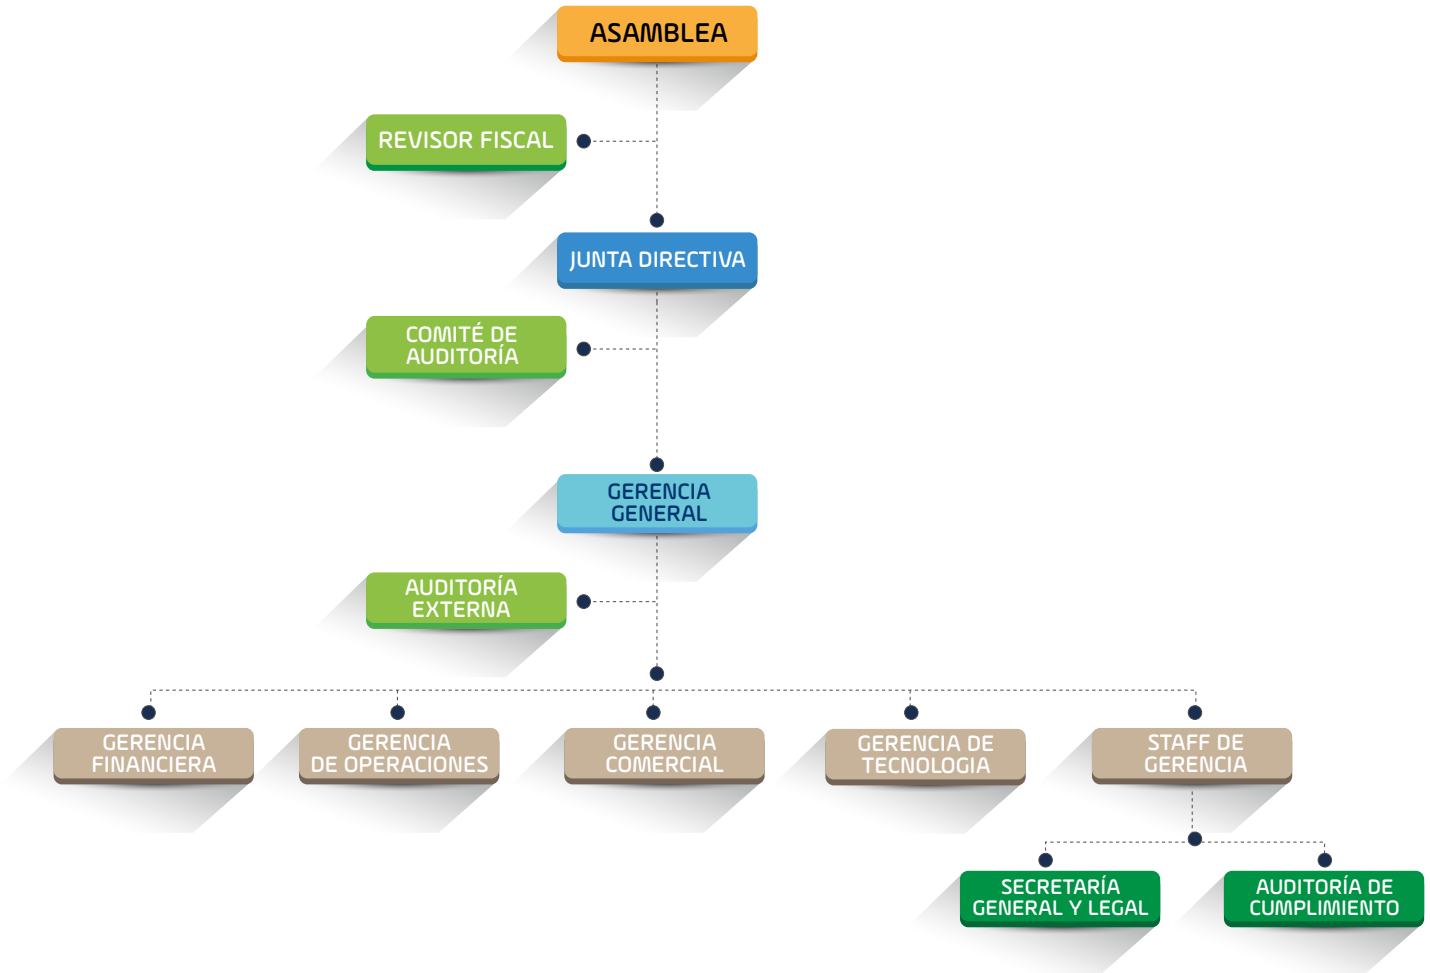 ASAMBLEA
REVISOR FISCAL
JUNTA DIRECTIVA
COMITÉ DE
AUDITORÍA
GERENCIA
GENERAL
AUDITORÍA
EXTERNA
GERENCIA
FINANCIERA
GERENCIA
DE OPERACIONES
GERENCIA
COMERCIAL
GERENCIA DE
TECNOLOGIA
STAFF DE
GERENCIA
SECRETARÍA
GENERAL Y LEGAL
AUDITORÍA DE
CUMPLIMIENTO